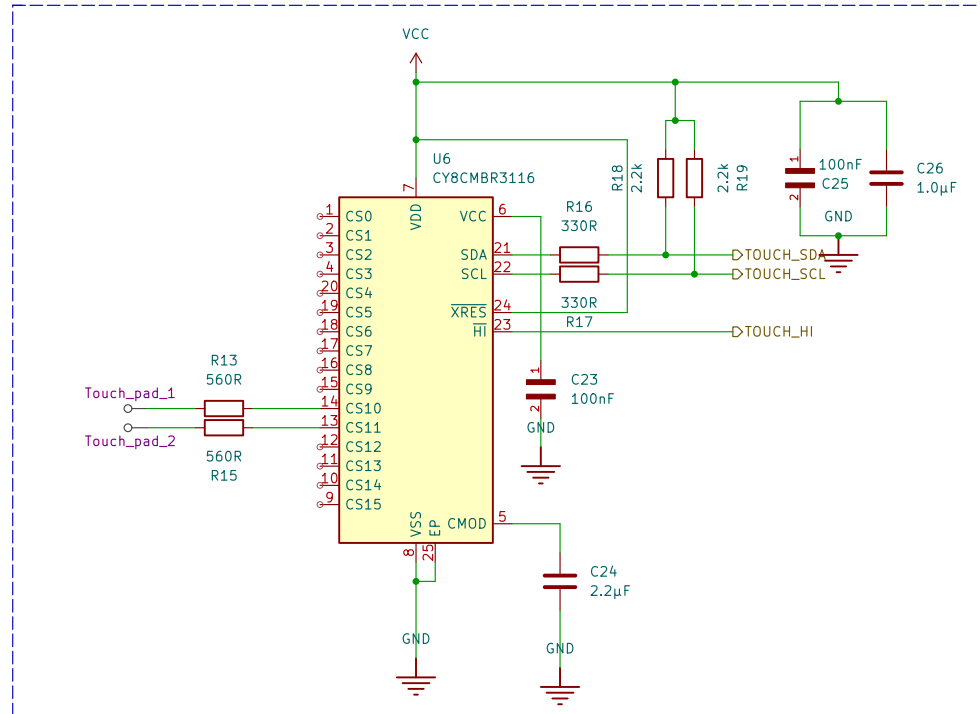 VCC
U6
CY8CMBR3116
7
VDD
1 CS0
2 CS1
3 CS2
4 CS3
20 CS4
19 CS5
18 CS6
17 CS7
16 CS8
15 CS9
14 CS10
13 CS11
12 CS12
11 CS13
10 CS14
9 CS15
VCC 6
SDA 21
SCL 22
XRES 24
HI 23
CMOD 5
VSS
8
EP
25
GND
R13
560R
Touch_pad_1
Touch_pad_2
560R
R15
R16
330R
330R
R17
R18
2.2k
2.2k
R19
TOUCH_SDA
TOUCH_SCL
TOUCH_HI
1
100nF
C25
2
GND
C26
1.0µF
1
C23
100nF
2
GND
C24
2.2µF
GND